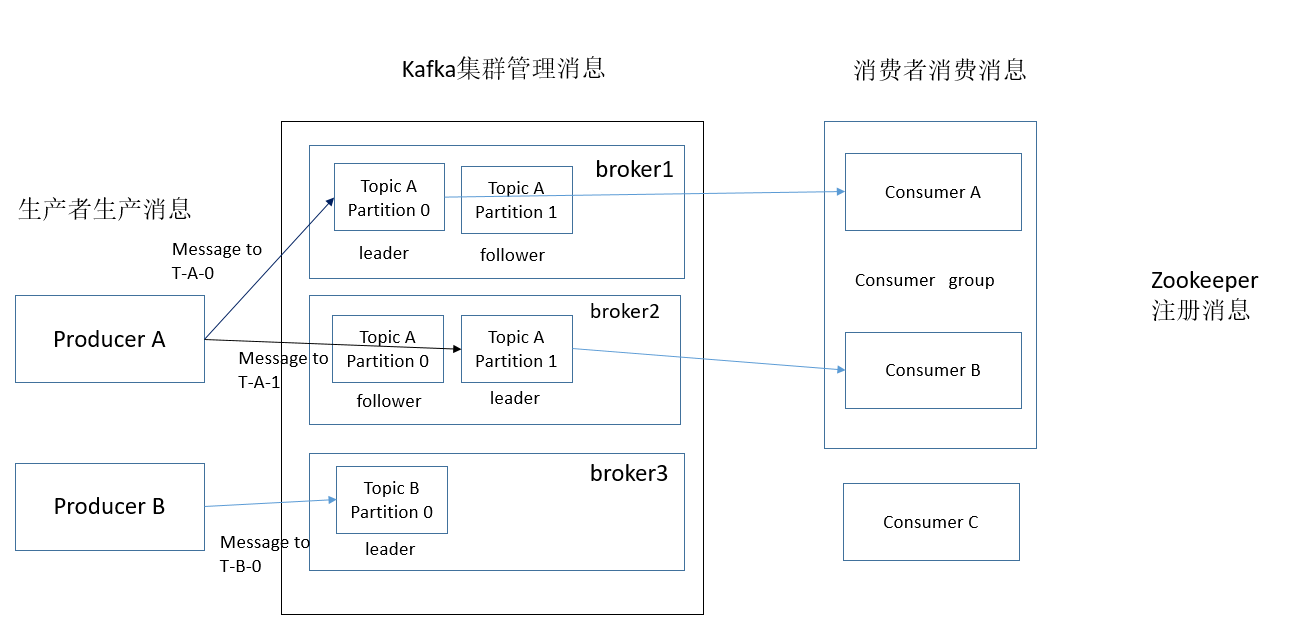 Kafka集群管理消息
消费者消费消息
生产者生产消息
Message to
T-A-0
Producer A
Message to
T-A-1
Producer B
Message to
T-B-0
broker1
Topic A
Partition 0
leader
Topic A
Partition 1
follower
broker2
Topic A
Partition 0
follower
Topic A
Partition 1
leader
broker3
Topic B
Partition 0
leader
Consumer A
Consumer group
Consumer B
Consumer C
Zookeeper
注册消息